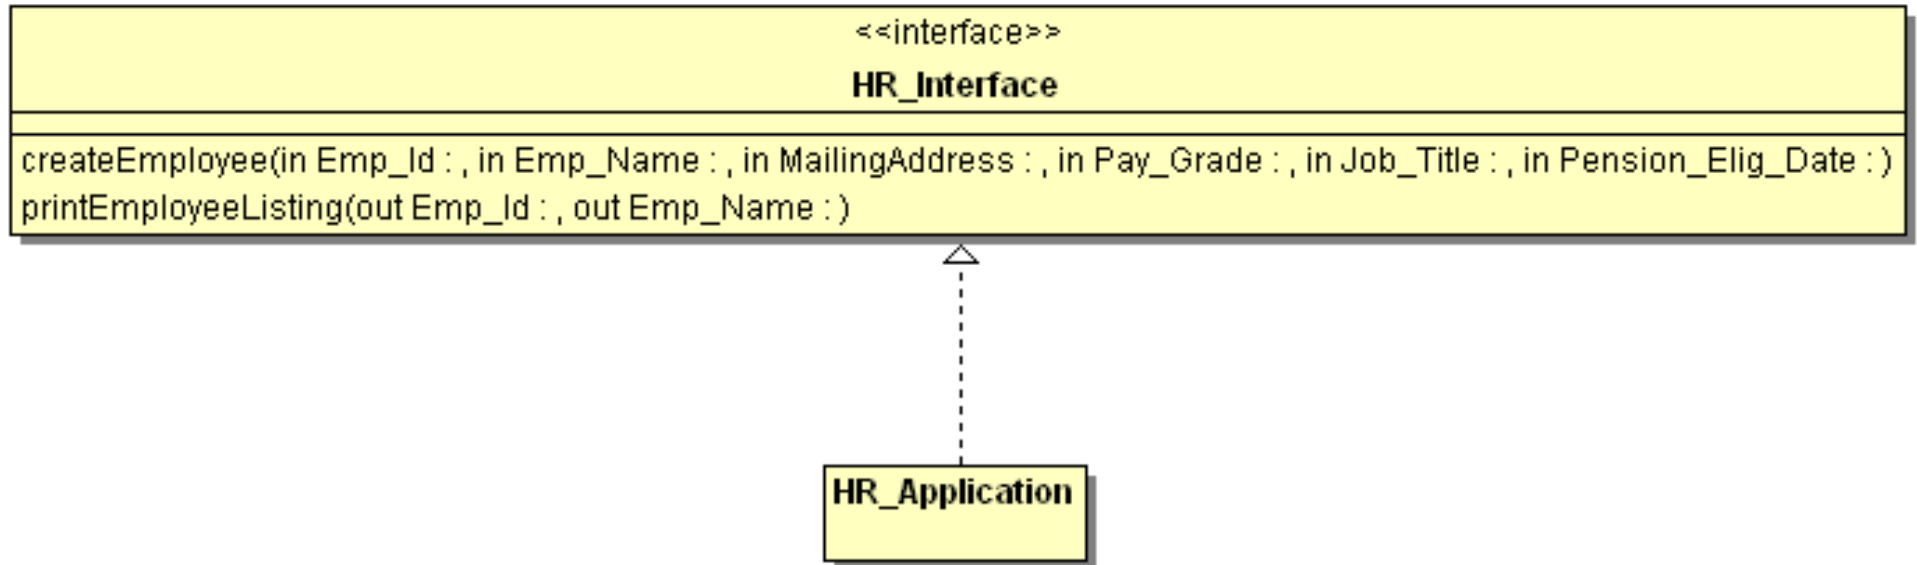 <<interface>>
HR_Interface
createEmployee(in Emp_Id : , in Emp_Name : , in MailingAddress : , in Pay_Grade : , in Job_Title : , in Pension_Elig_Date : )
printEmployeeListing(out Emp_Id : , out Emp_Name : )
HR_Application